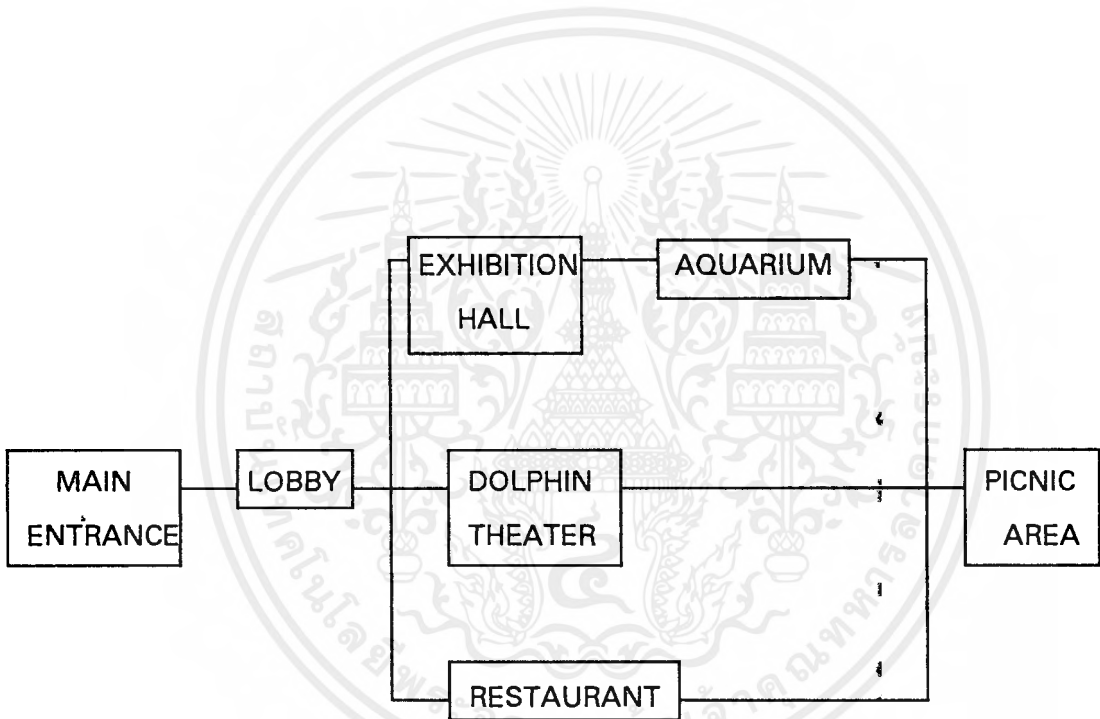 EXHIBITION
HALL
AQUARIUM
MAIN
ENTRANCE
LOBBY
DOLPHIN
THEATER
PICNIC
AREA
RESTAURANT